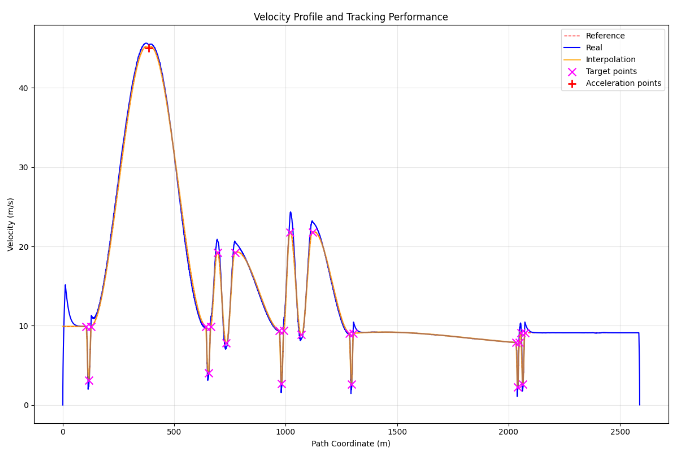 Velocity Profile and Tracking Performance
Reference
Real
Interpolation
Target points
Acceleration points
Velocity (m/s)
40
30
20
10
0
0 500 1000 1500 2000 2500
Path Coordinate (m)